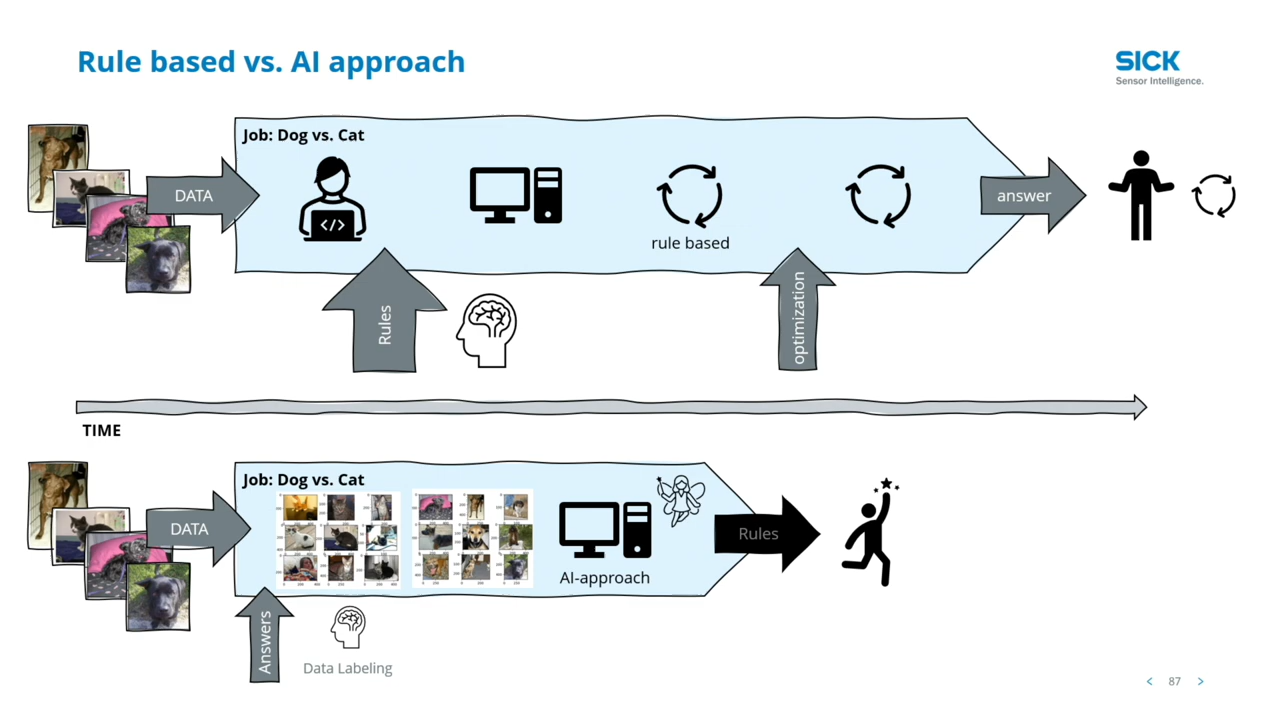 Rule based vs. AI approach
SICK
Sensor Intelligence.
Job: Dog vs. Cat
DATA
</>
rule based
answer
Rules
optimization
TIME
Job: Dog vs. Cat
DATA
AI-approach
Rules
Answers
Data Labeling
< 87 >